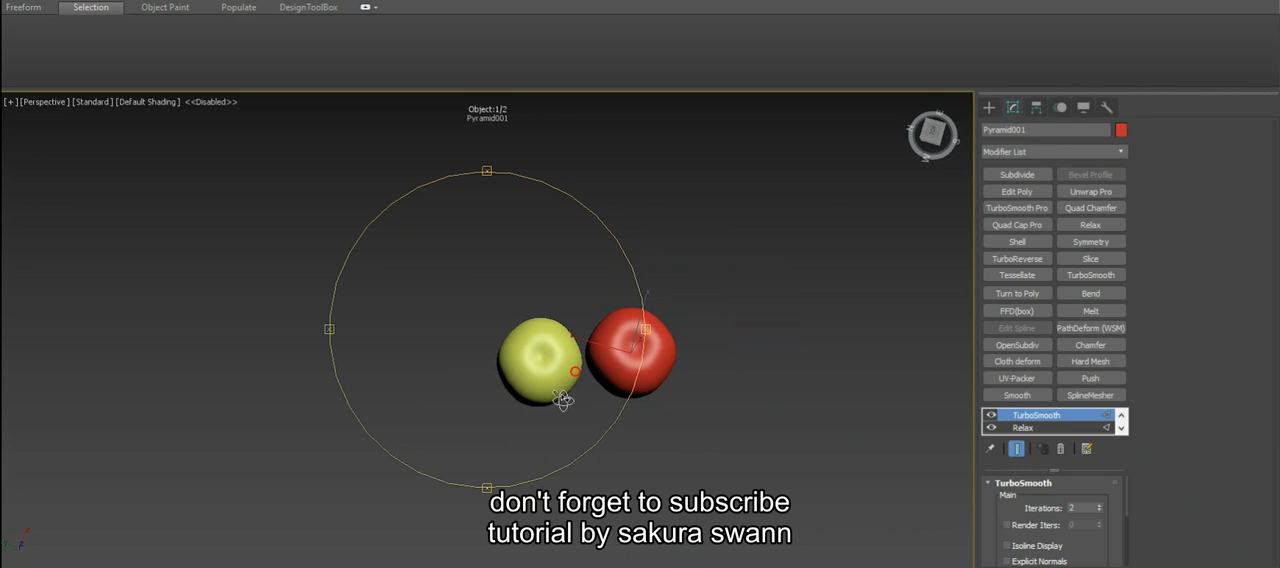 Freeform Selection Object Paint Populate DesignToolBox
[+] [Perspective ] [Standard ] [Default Shading ] <<Disabled>>
Object:1/2
Pyramid001
Pyramid001
Modifier List
Subdivide Bevel Profile
Edit Poly Unwrap Pro
TurboSmooth Pro Quad Chamfer
Quad Cap Pro Relax
Shell Symmetry
TurboReverse Slice
Tessellate TurboSmooth
Turn to Poly Bend
FFD(box) Melt
Edit Spline PathDeform (WSM)
OpenSubdiv Chamfer
Cloth deform Hard Mesh
UV-Packer Push
Smooth SplineMesher
TurboSmooth
Relax
TurboSmooth
Main
Iterations: 2
Render Iters: 0
Isoline Display
Explicit Normals
don't forget to subscribe
tutorial by sakura swann